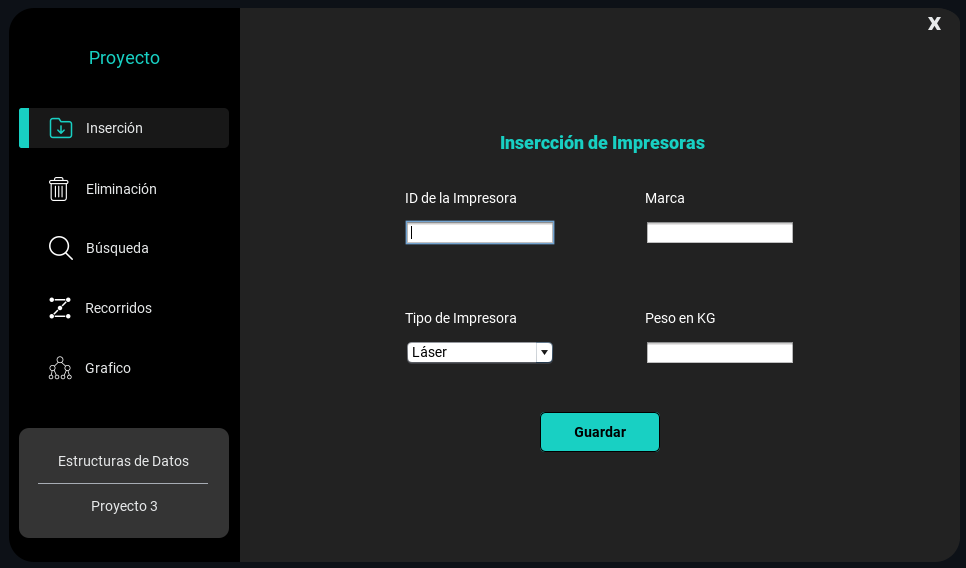 X
Proyecto
Inserción
Eliminación
Búsqueda
Recorridos
Grafico
Estructuras de Datos
Proyecto 3
Insercción de Impresoras
ID de la Impresora
Marca
Tipo de Impresora
Peso en KG
Láser
Guardar